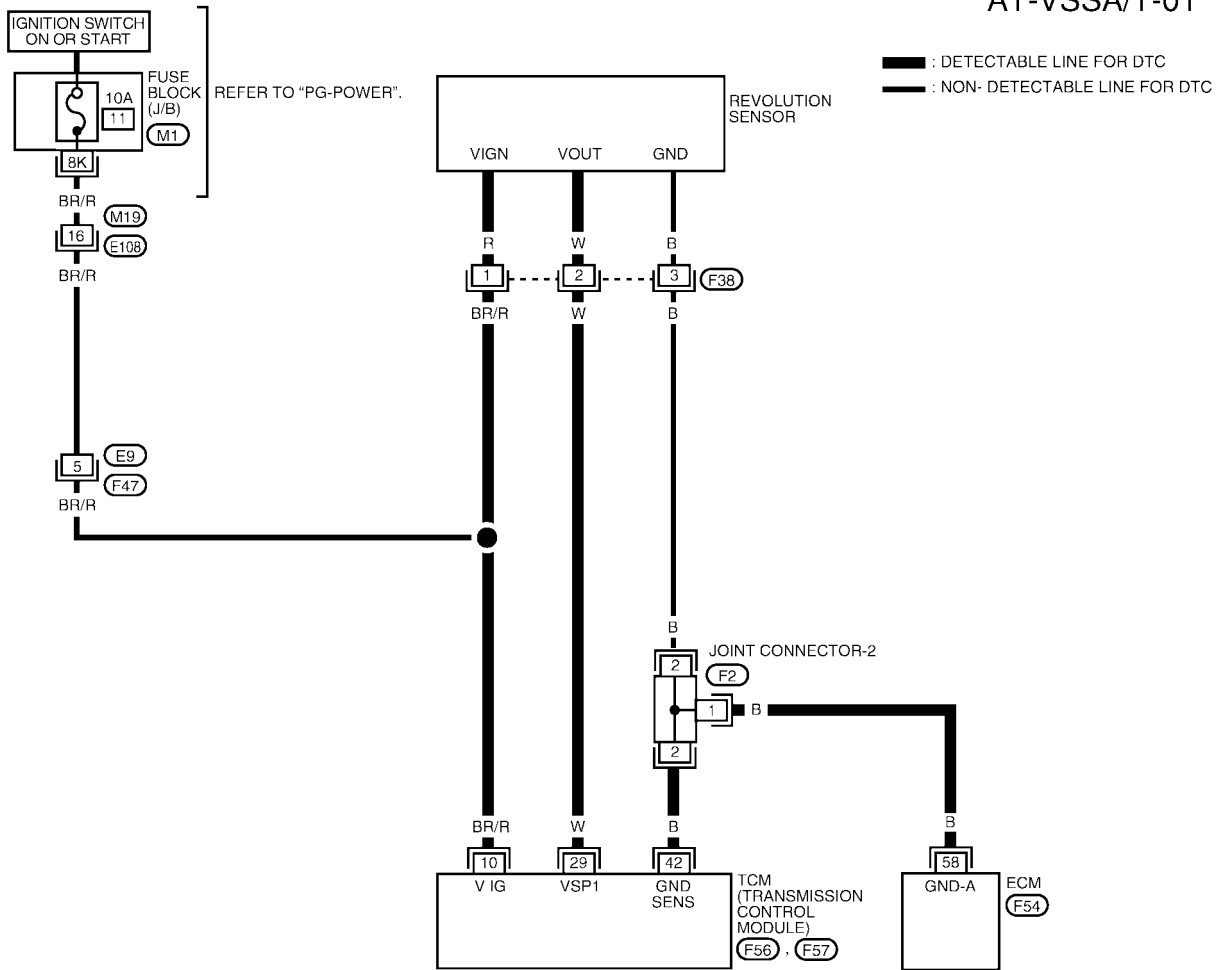 AT-VSSA/T-01
IGNITION SWITCH
ON OR START
FUSE
BLOCK
(J/B)
10A
11
M1
REFER TO “PG-POWER”.
8K
BR/R
M19
16
E108
BR/R
5
E9
F47
BR/R
: DETECTABLE LINE FOR DTC
: NON- DETECTABLE LINE FOR DTC
REVOLUTION
SENSOR
VIGN VOUT GND
R W B
1 2 3 F38
BR/R W B
B
JOINT CONNECTOR-2
2
F2
1 B
2
BR/R W B B
10 29 42 58
V IG VSP1 GND
SENS
TCM
(TRANSMISSION
CONTROL
MODULE)
F56 , F57
GND-A
ECM
F54